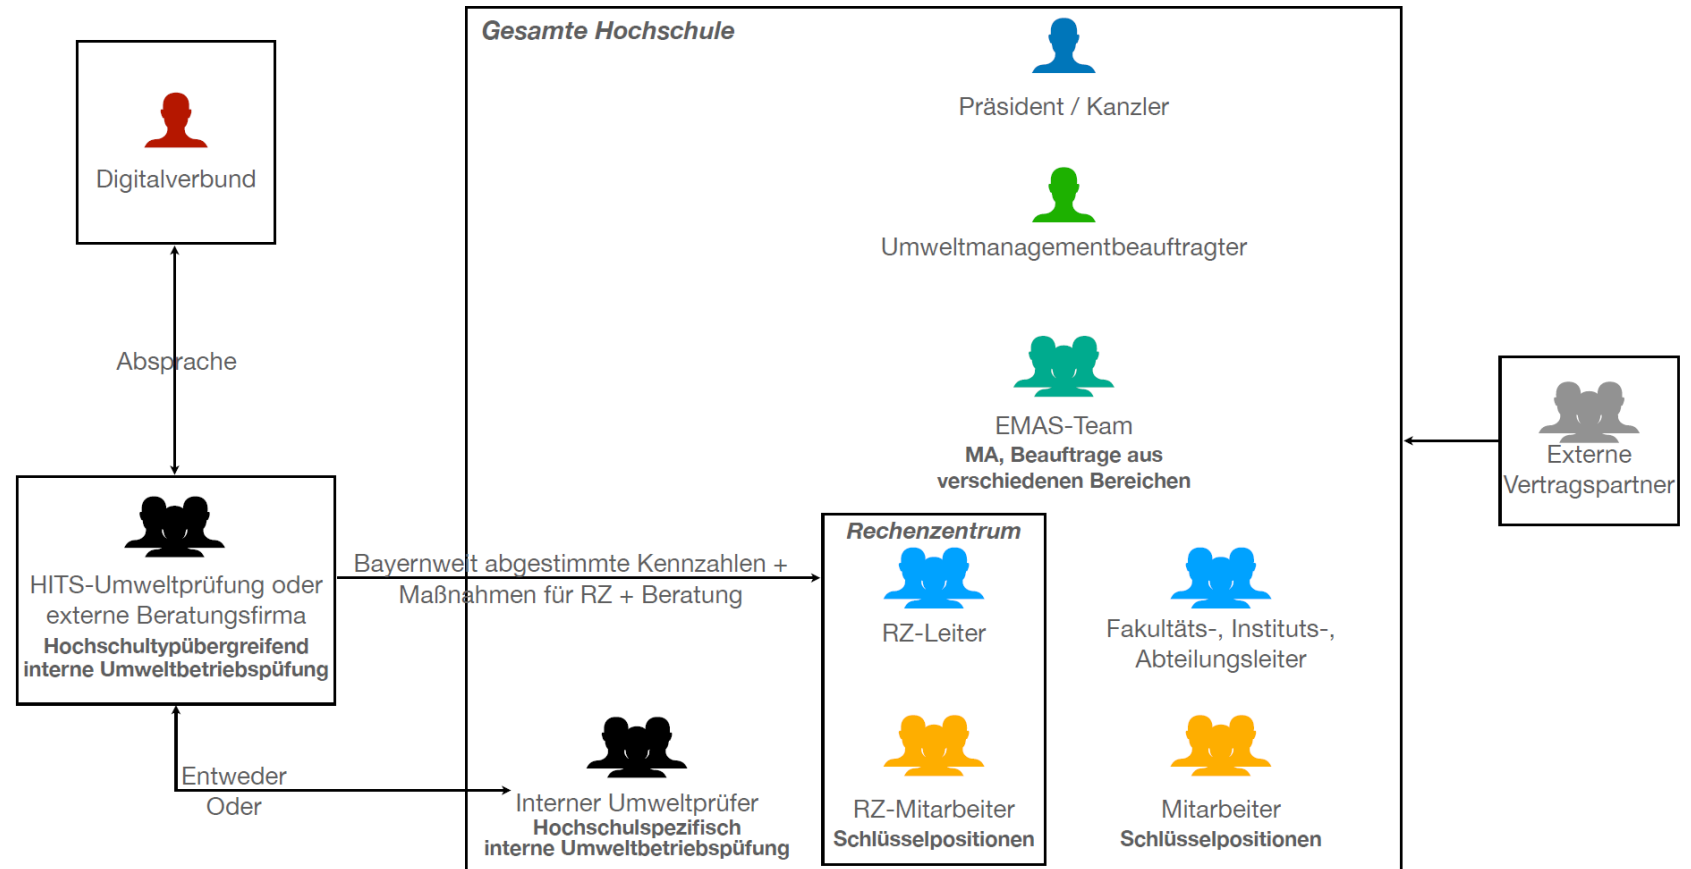 Gesamte Hochschule
Präsident / Kanzler
Digitalverbund
Umweltmanagementbeauftragter
Absprache
EMAS-Team
MA, Beauftrage aus
verschiedenen Bereichen
Externe
Vertragspartner
HITS-Umweltprüfung oder
externe Beratungsfirma
Hochschultypübergreifend
interne Umweltbetriebspüfung
Bayernweit abgestimmte Kennzahlen +
Maßnahmen für RZ + Beratung
Rechenzentrum
RZ-Leiter
Fakultäts-, Instituts-,
Abteilungsleiter
Entweder
Oder
Interner Umweltprüfer
Hochschulspezifisch
interne Umweltbetriebspüfung
RZ-Mitarbeiter
Schlüsselpositionen
Mitarbeiter
Schlüsselpositionen